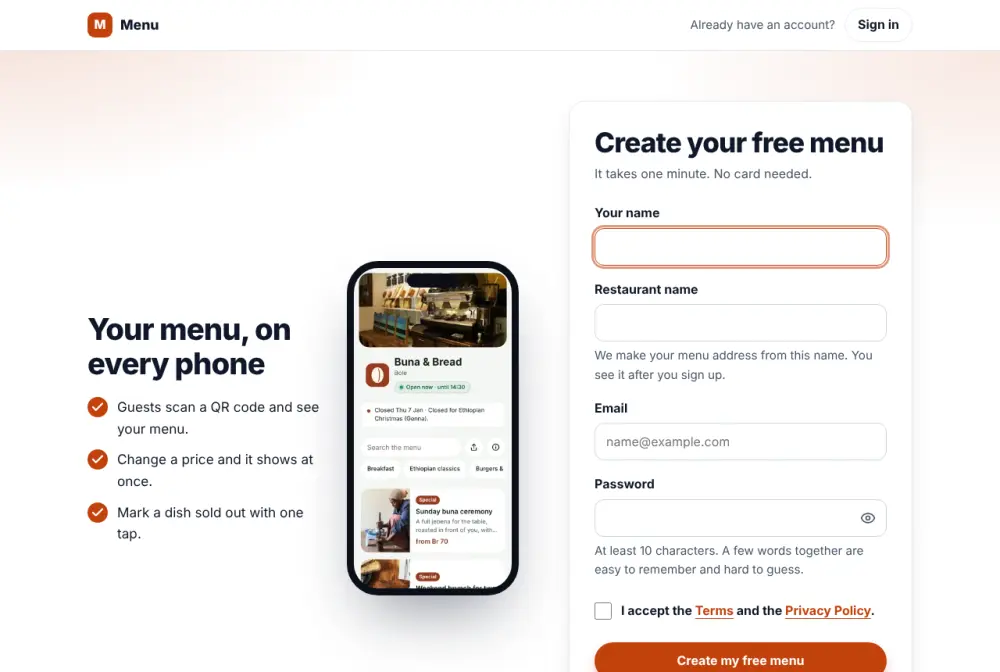 M Menu
Already have an account? Sign in
Your menu, on
every phone
Guests scan a QR code and see
your menu.
Change a price and it shows at
once.
Mark a dish sold out with one
tap.
Buna & Bread
Bole
Open now · until 14:30
Closed Thu 7 Jan · Closed for Ethiopian
Christmas (Genna).
Search the menu
Breakfast Ethiopian classics Burgers &
Special
Sunday buna ceremony
A full jebena for the table,
roasted in front of you, with...
from Br 70
Special
Create your free menu
It takes one minute. No card needed.
Your name
Restaurant name
We make your menu address from this name. You
see it after you sign up.
Email
name@example.com
Password
At least 10 characters. A few words together are
easy to remember and hard to guess.
I accept the Terms and the Privacy Policy.
Create my free menu